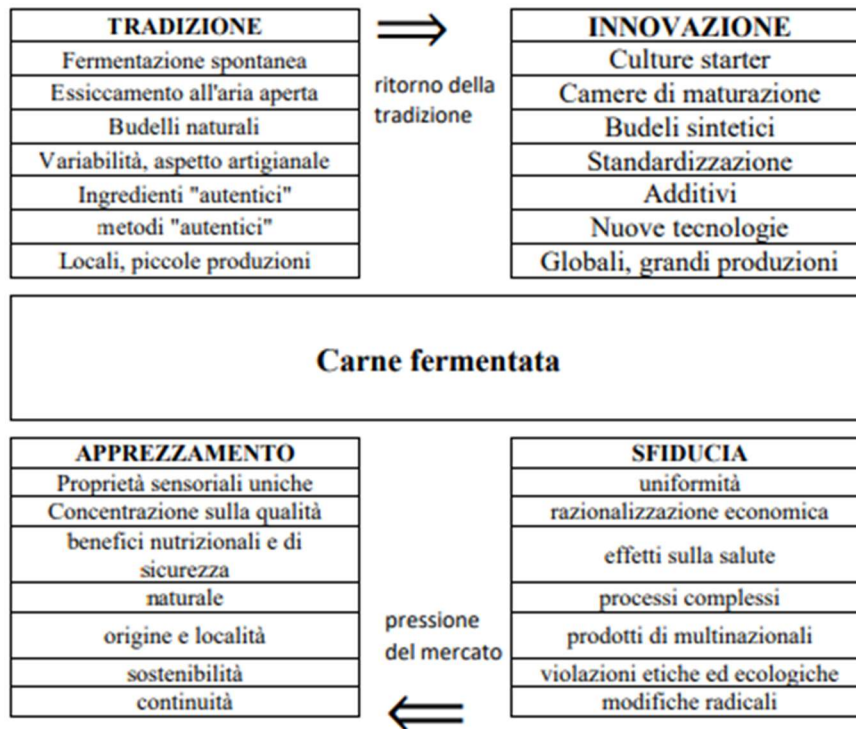 TRADIZIONE
Fermentazione spontanea
Essiccamento all'aria aperta
Budelli naturali
Variabilità, aspetto artigianale
Ingredienti "autentici"
metodi "autentici"
Locali, piccole produzioni
ritorno della
tradizione
INNOVAZIONE
Culture starter
Camere di maturazione
Budeli sintetici
Standardizzazione
Additivi
Nuove tecnologie
Globali, grandi produzioni
Carne fermentata
APPREZZAMENTO
Proprietà sensoriali uniche
Concentrazione sulla qualità
benefici nutrizionali e di
sicurezza
naturale
origine e località
sostenibilità
continuità
pressione
del mercato
SFIDUCIA
uniformità
razionalizzazione economica
effetti sulla salute
processi complessi
prodotti di multinazionali
violazioni etiche ed ecologiche
modifiche radicali